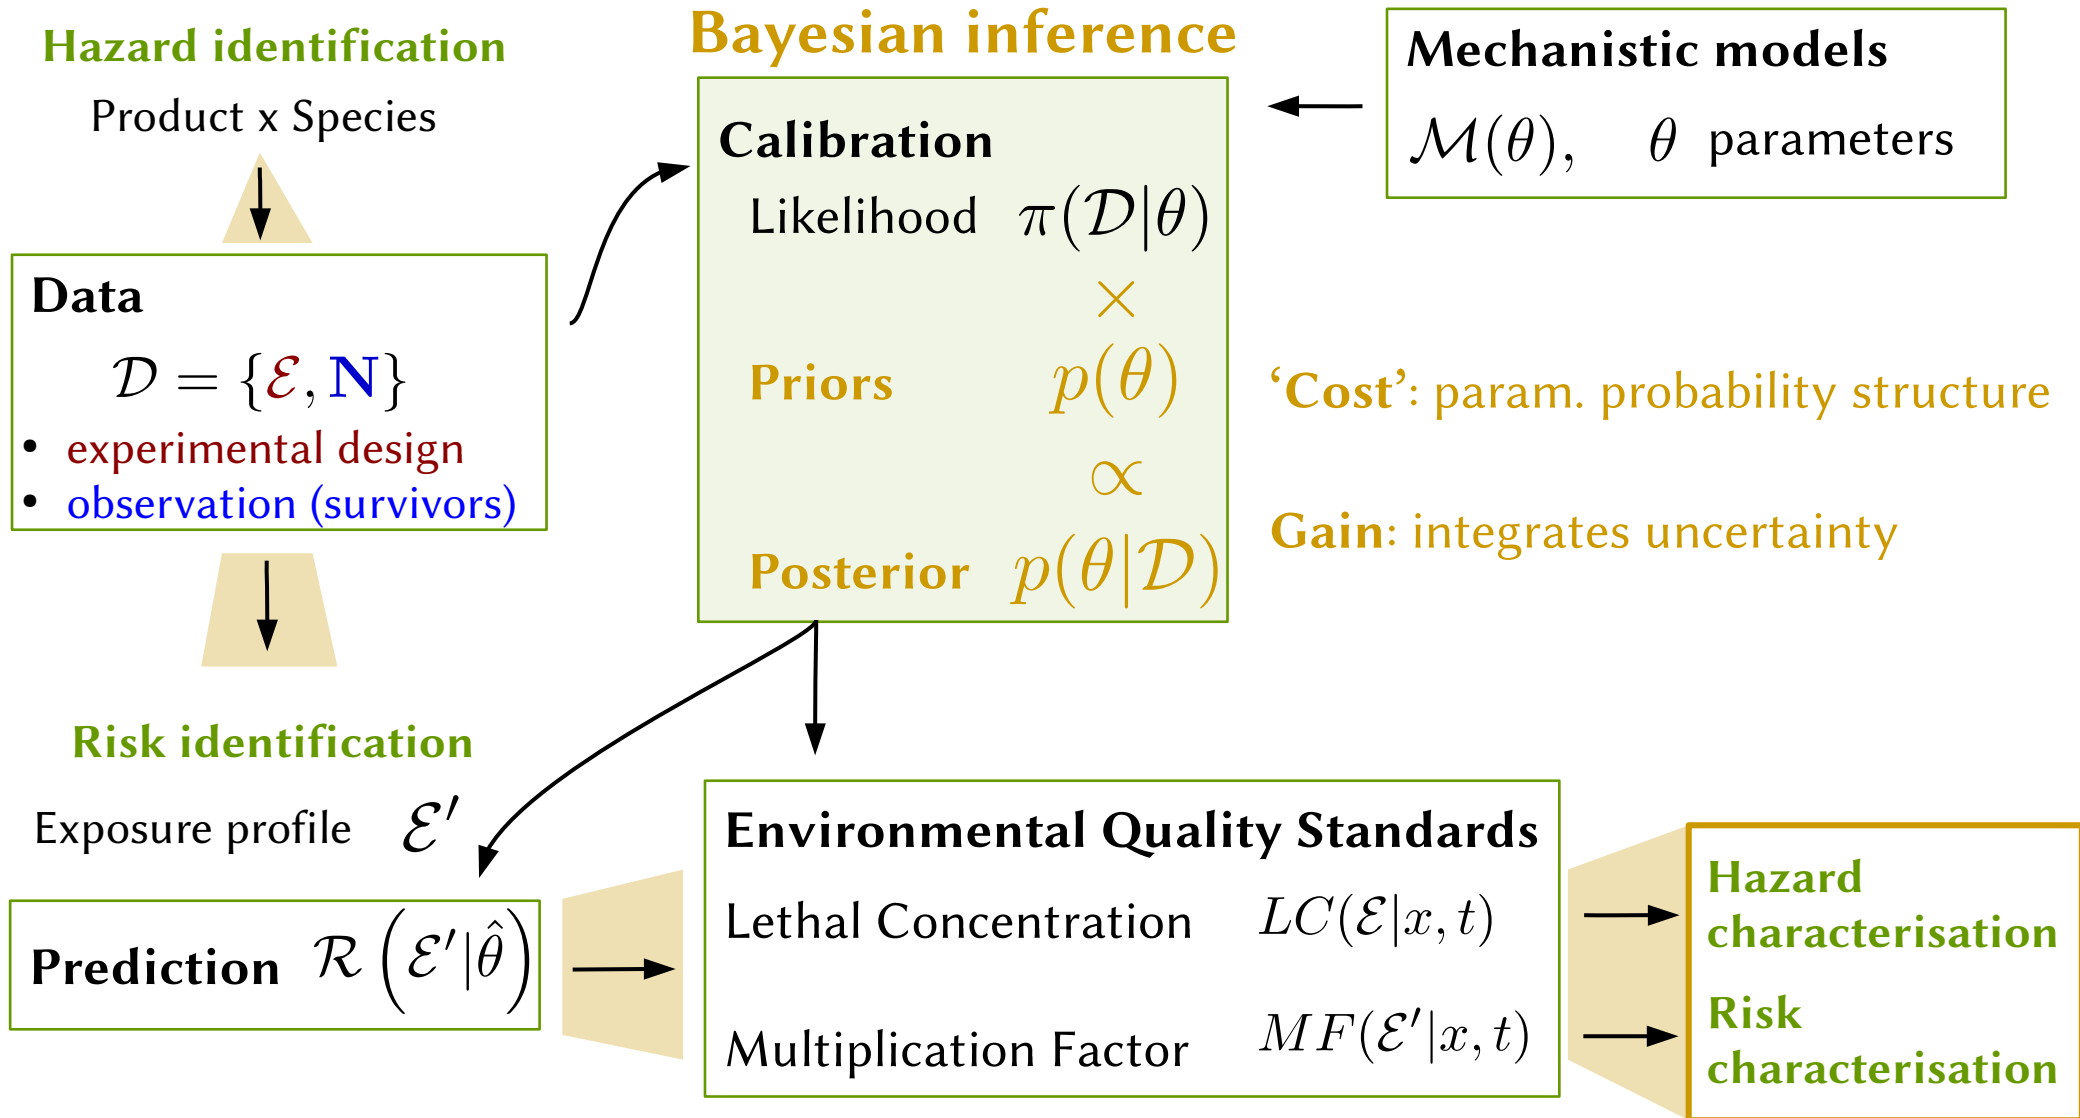 Hazard identification
Product x Species
Data
𝒟 = {ℰ, N}
• experimental design
• observation (survivors)
Risk identification
Exposure profile ℰ′
Prediction ℛ(ℰ′|θ̂)
Bayesian inference
Calibration
Likelihood π(𝒟|θ)
×
Priors p(θ)
∝
Posterior p(θ|𝒟)
Mechanistic models
ℳ(θ), θ parameters
‘Cost’: param. probability structure
Gain: integrates uncertainty
Environmental Quality Standards
Lethal Concentration LC(ℰ|x, t)
Multiplication Factor MF(ℰ′|x, t)
Hazard
characterisation
Risk
characterisation